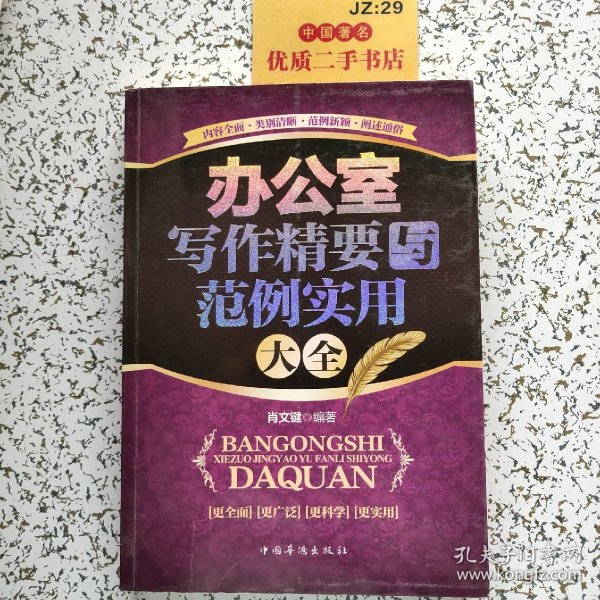 JZ:29
中国著名
优质二手书店
内容全面·类别清晰·范例新颖·阐述通俗
办公室
写作精要与
范例实用
大全
肖文键 编著
BANGONGSHI
XIEZUO JINGYAO YU FANLI SHIYONG
DAQUAN
[更全面] [更广泛] [更科学] [更实用]
中国华侨出版社
孔夫子旧书网
www.kongfz.com